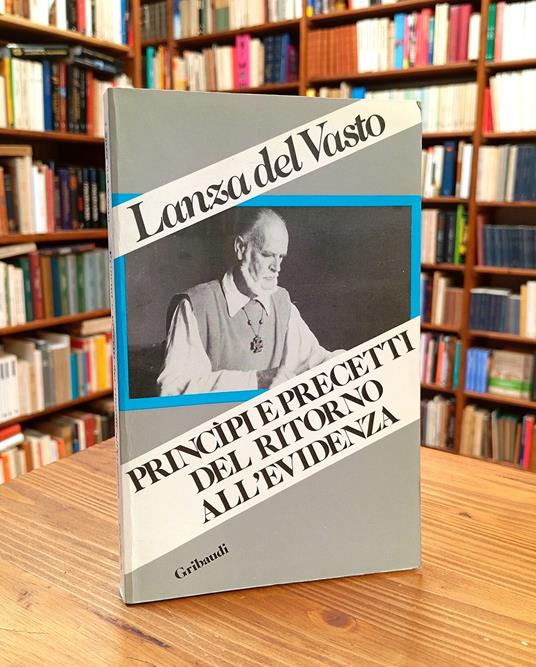 Lanza del Vasto
PRINCÌPI E PRECETTI
DEL RITORNO
ALL'EVIDENZA
Gribaudi